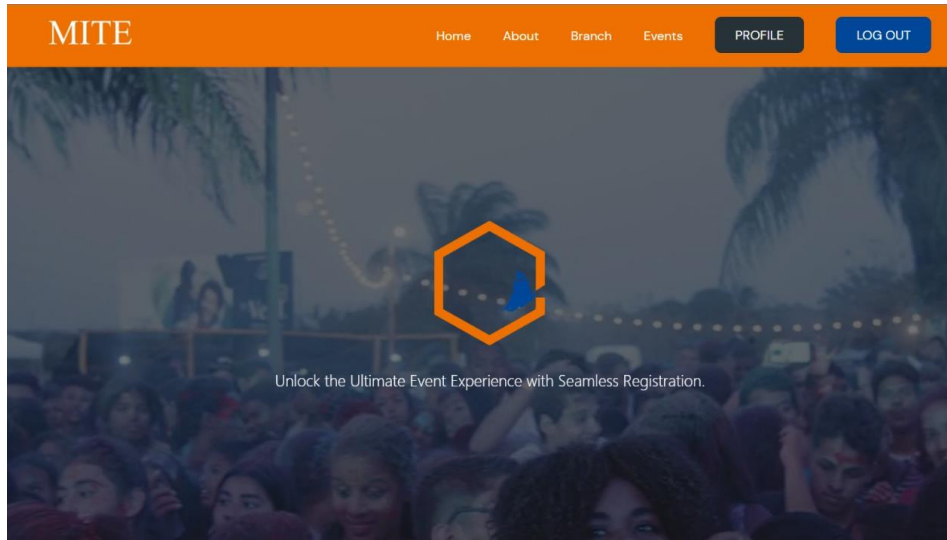 MITE
Home
About
Branch
Events
PROFILE
LOG OUT
Unlock the Ultimate Event Experience with Seamless Registration.